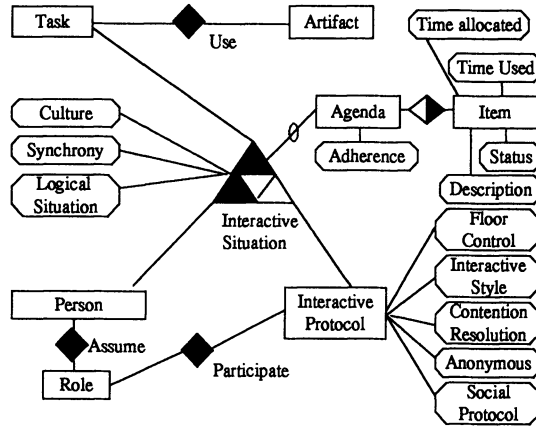 Task
Use
Artifact
Time allocated
Time Used
Culture
Agenda
Item
Synchrony
Adherence
Status
Logical
Situation
Description
Interactive
Situation
Floor
Control
Person
Interactive
Protocol
Interactive
Style
Assume
Contention
Resolution
Role
Participate
Anonymous
Social
Protocol